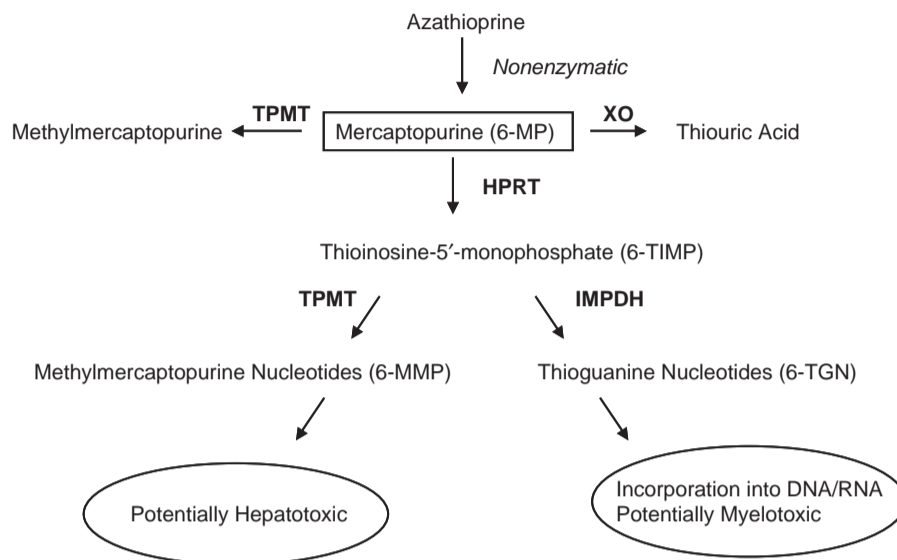 Azathioprine
Nonenzymatic
TPMT
XO
Methylmercaptopurine
Mercaptopurine (6-MP)
Thiouric Acid
HPRT
Thioinosine-5′-monophosphate (6-TIMP)
TPMT
IMPDH
Methylmercaptopurine Nucleotides (6-MMP)
Thioguanine Nucleotides (6-TGN)
Potentially Hepatotoxic
Incorporation into DNA/RNA
Potentially Myelotoxic